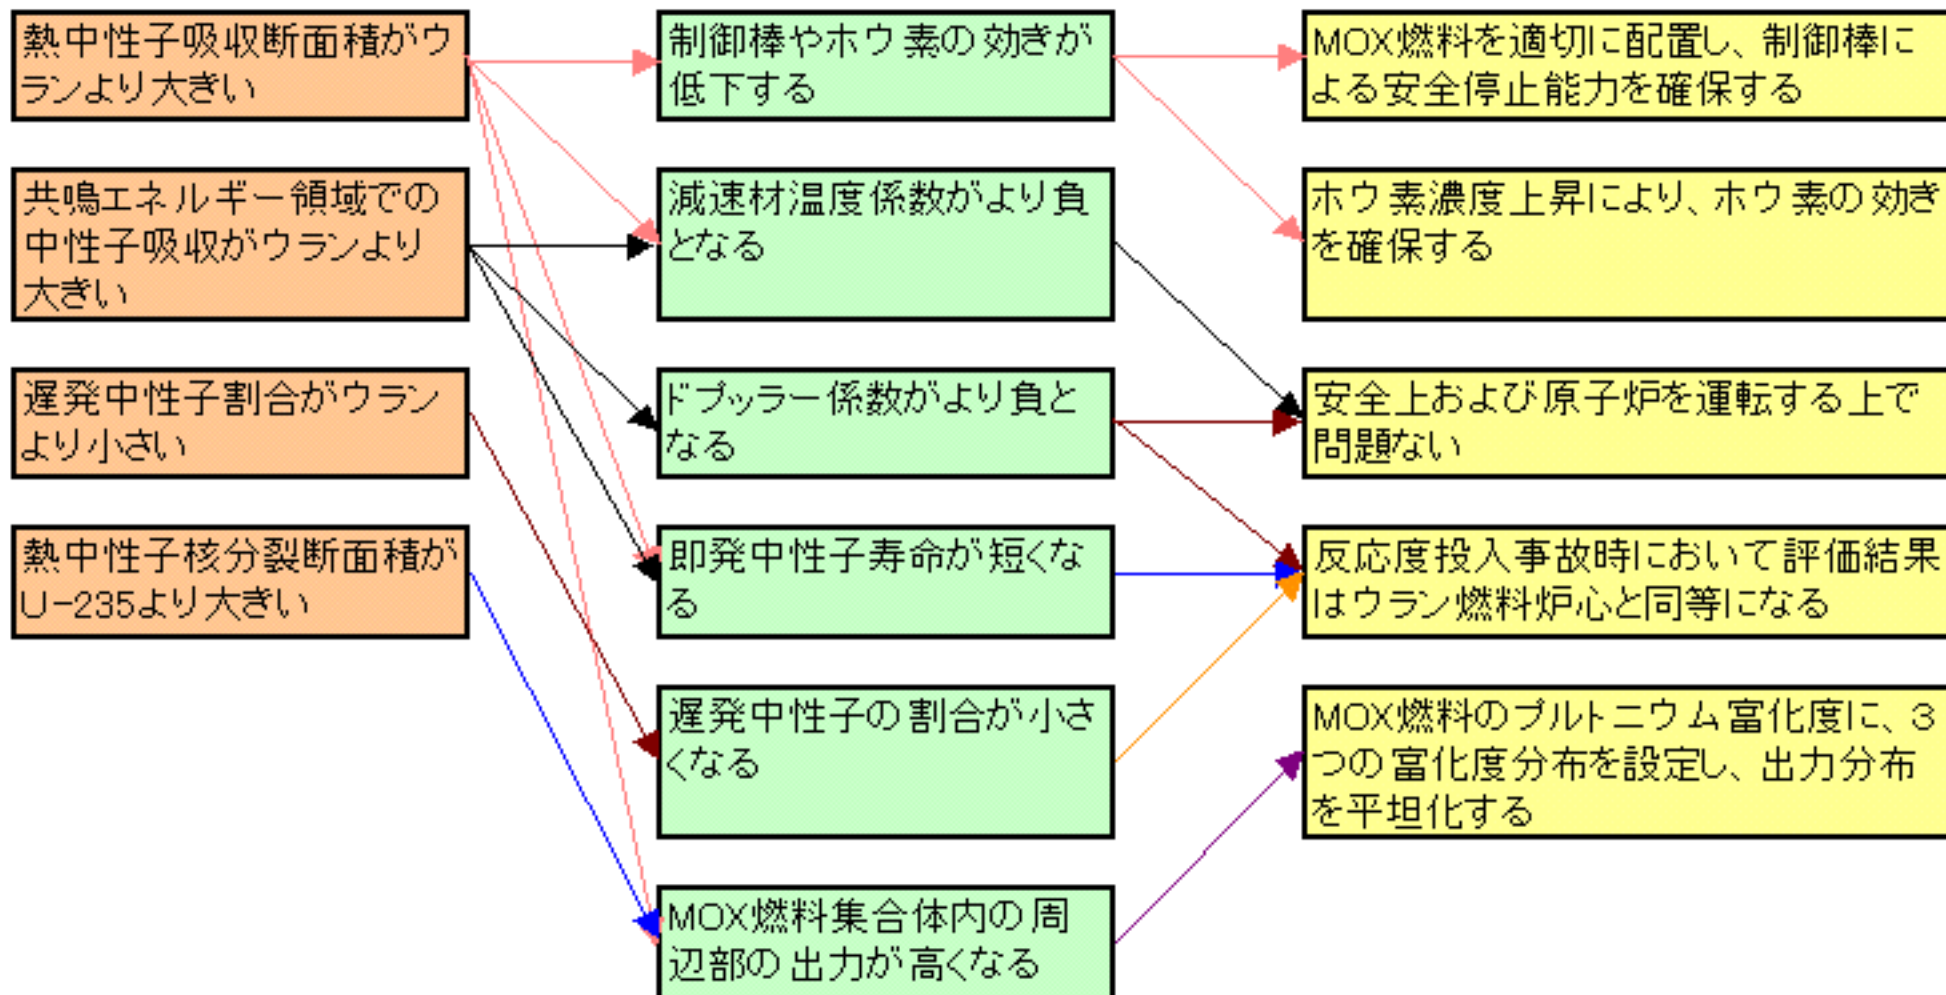 熱中性子吸収断面積がウ
ランより大きい
共鳴エネルギー領域での
中性子吸収がウランより
大きい
遅発中性子割合がウラン
より小さい
熱中性子核分裂断面積が
U-235より大きい
制御棒やホウ素の効きが
低下する
減速材温度係数がより負
となる
ドプッラー係数がより負と
なる
即発中性子寿命が短くな
る
遅発中性子の割合が小さ
くなる
MOX燃料集合体内の周
辺部の出力が高くなる
MOX燃料を適切に配置し、制御棒に
よる安全停止能力を確保する
ホウ素濃度上昇により、ホウ素の効き
を確保する
安全上および原子炉を運転する上で
問題ない
反応度投入事故時において評価結果
はウラン燃料炉心と同等になる
MOX燃料のプルトニウム富化度に、3
つの富化度分布を設定し、出力分布
を平坦化する